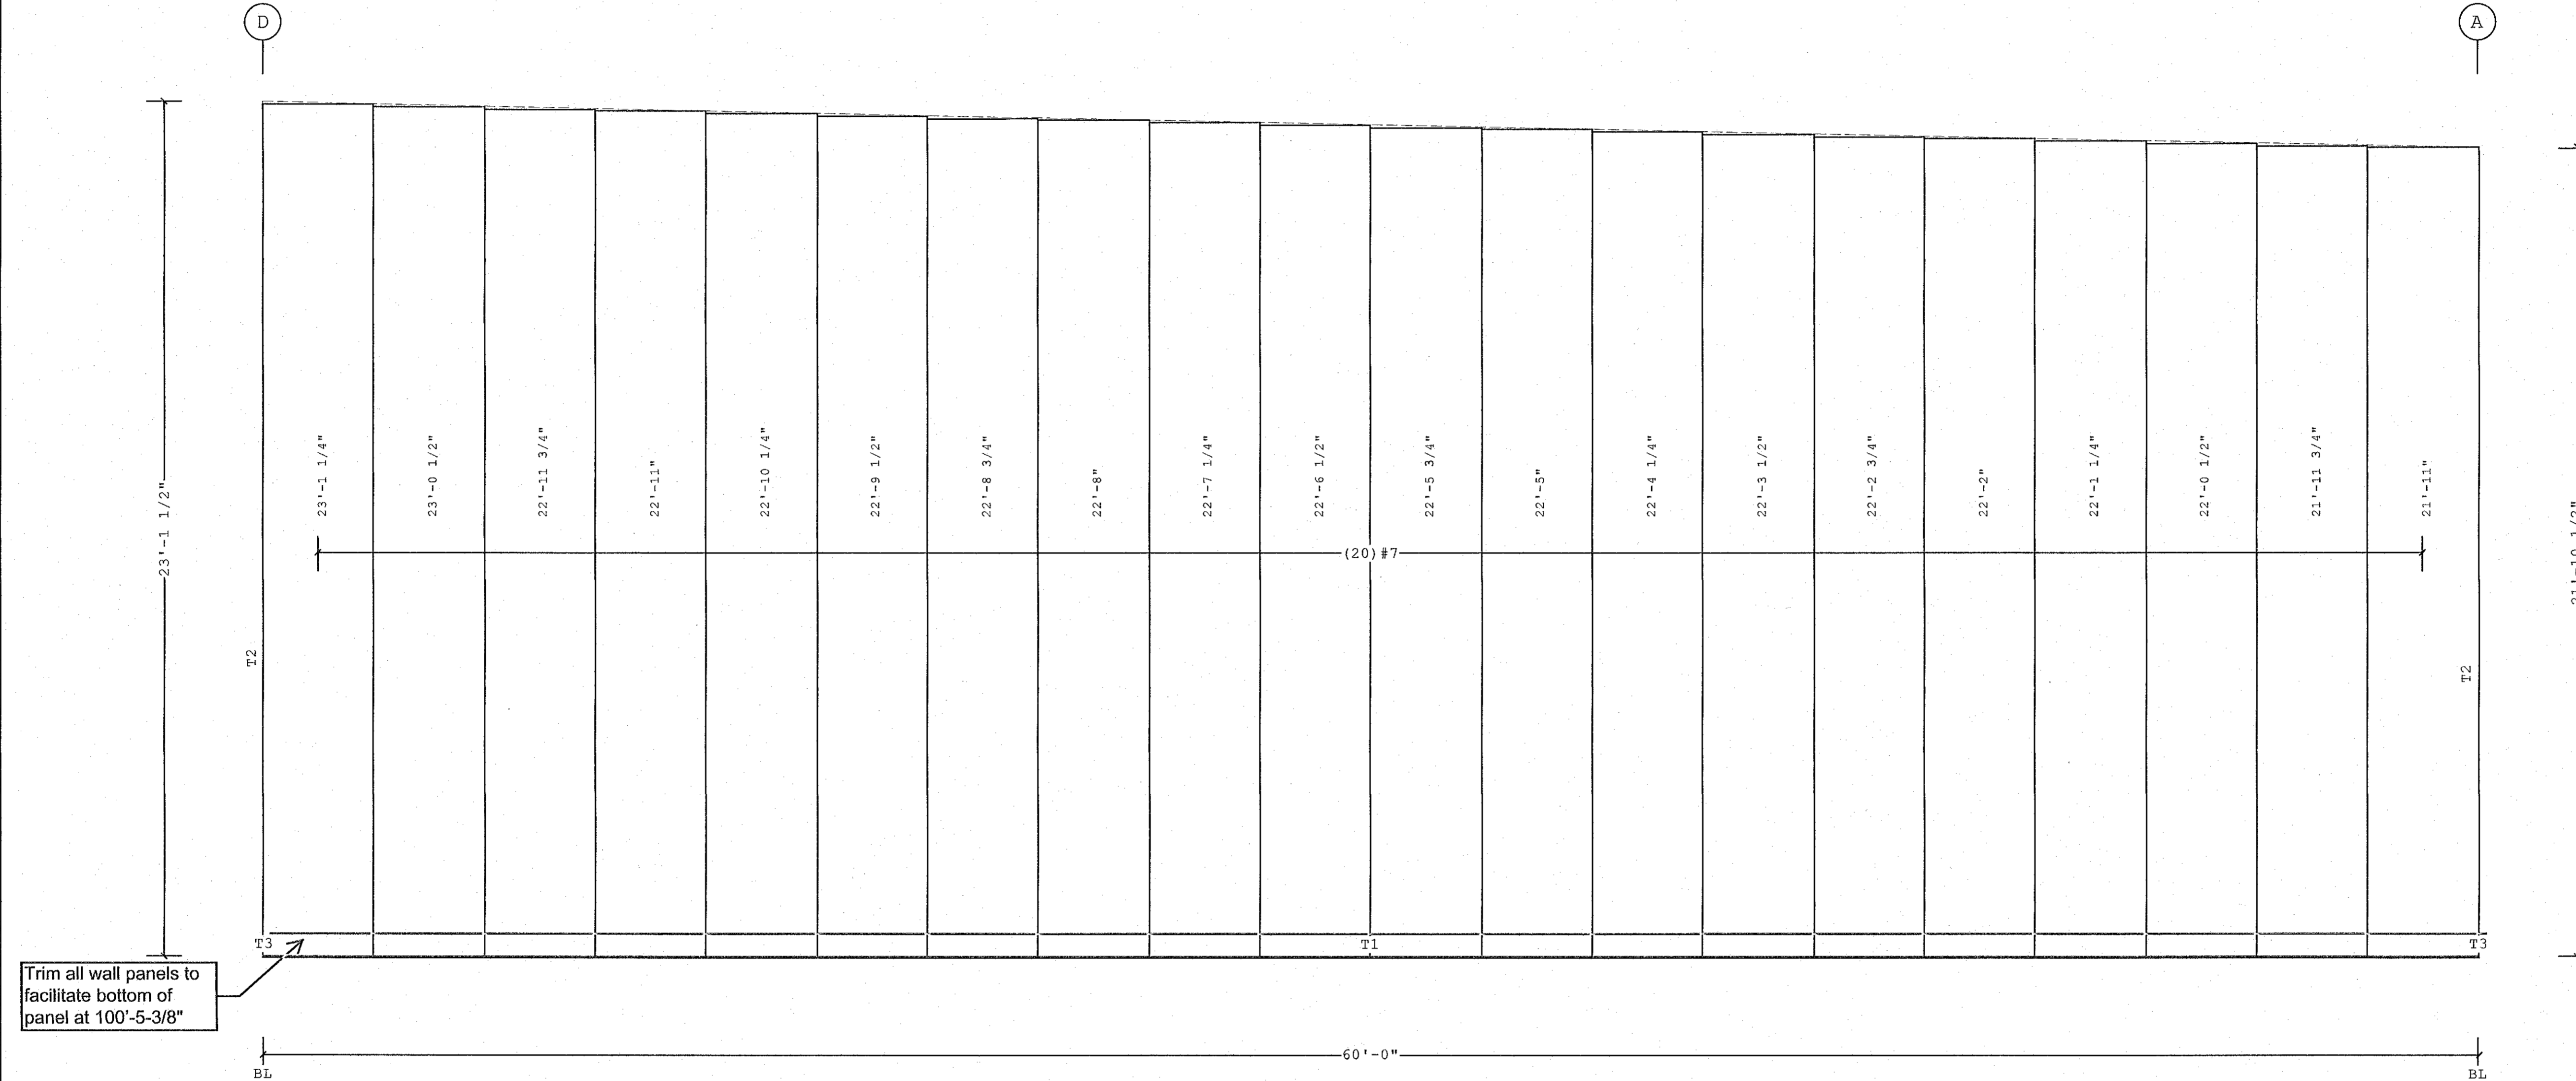 D
A
23'-1 1/2"
23'-1 1/4"
23'-0 1/2"
22'-11 3/4"
22'-11"
22'-10 1/4"
22'-9 1/2"
22'-8 3/4"
22'-8"
22'-7 1/4"
22'-6 1/2"
22'-5 3/4"
22'-5"
22'-4 1/4"
22'-3 1/2"
22'-2 3/4"
22'-2"
22'-1 1/4"
22'-0 1/2"
21'-11 3/4"
21'-11"
(20)#7
T2
T2
T3
T1
T3
Trim all wall panels to
facilitate bottom of
panel at 100'-5-3/8"
60'-0"
BL
BL